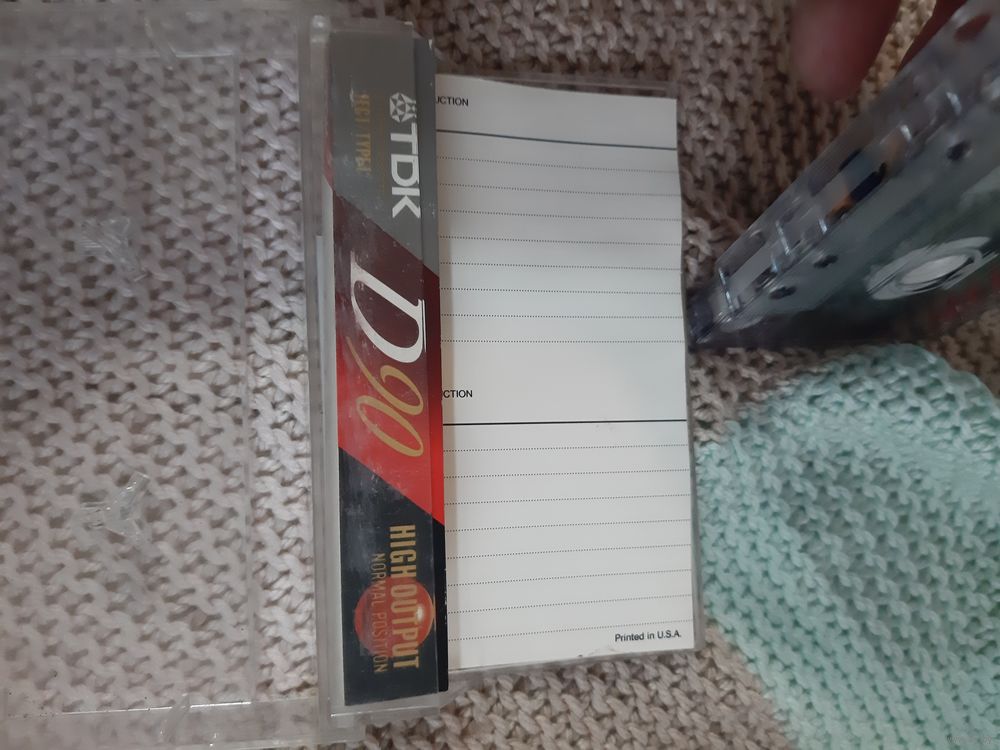 TDK
IECI/TYPEI
D90
HIGH OUTPUT
NORMAL POSITION
UCTION
CTION
Printed in U.S.A.